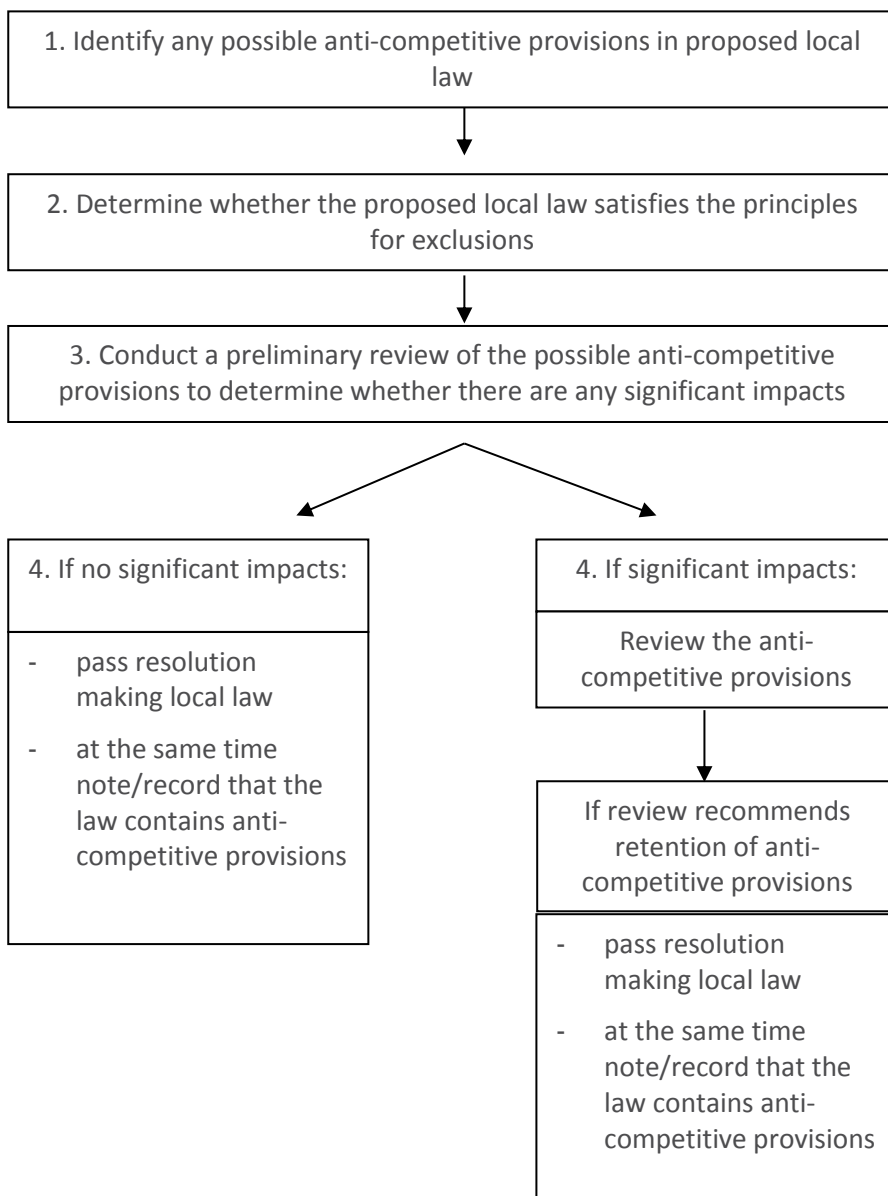 1. Identify any possible anti-competitive provisions in proposed local
law
2. Determine whether the proposed local law satisfies the principles
for exclusions
3. Conduct a preliminary review of the possible anti-competitive
provisions to determine whether there are any significant impacts
4. If no significant impacts:
- pass resolution
making local law
- at the same time
note/record that the
law contains anti-
competitive provisions
4. If significant impacts:
Review the anti-
competitive provisions
If review recommends
retention of anti-
competitive provisions
- pass resolution
making local law
- at the same time
note/record that the
law contains anti-
competitive provisions